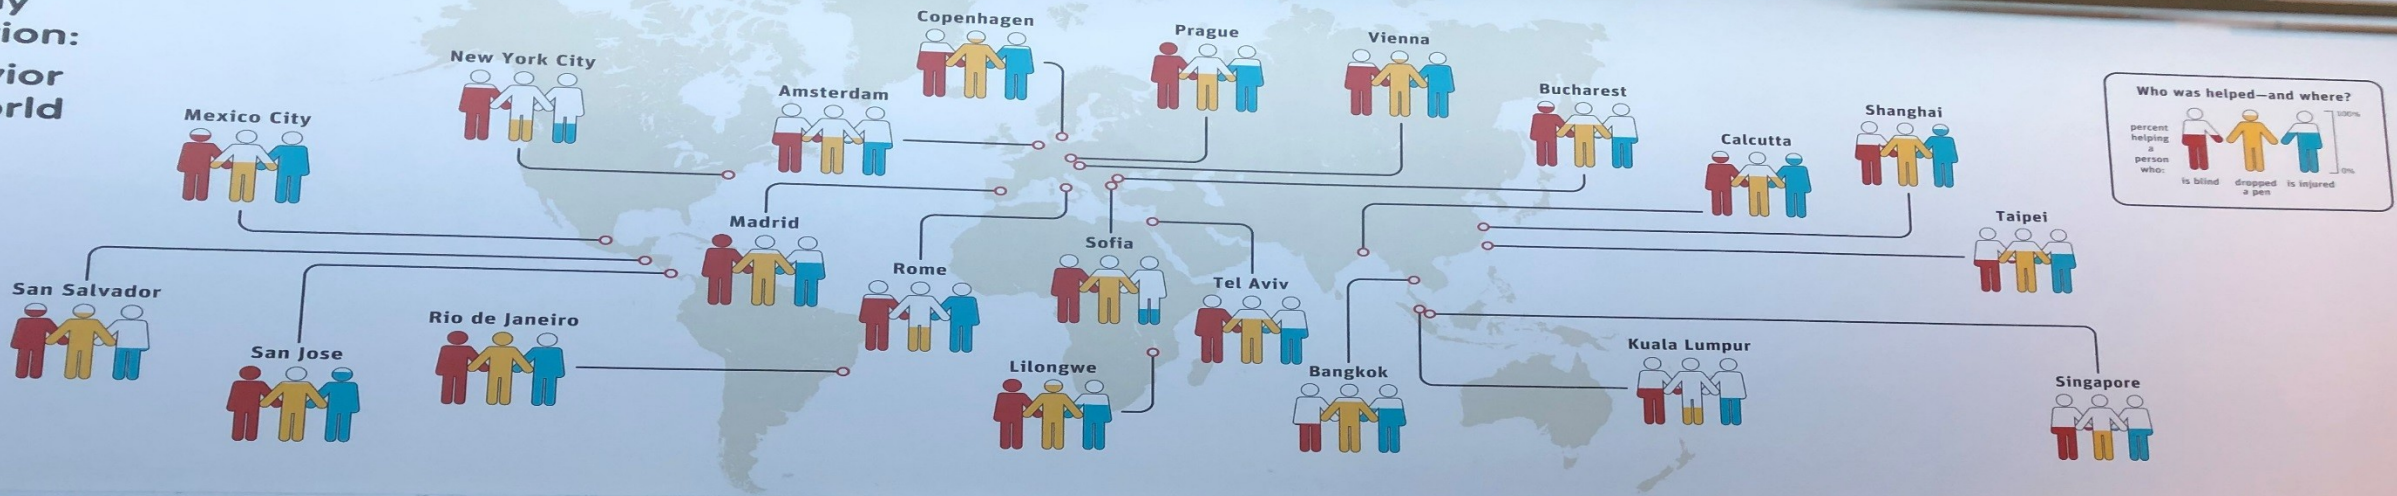 ion:
ior
rld
Mexico City
New York City
Amsterdam
Copenhagen
Prague
Vienna
Bucharest
Calcutta
Shanghai
Taipei
San Salvador
San Jose
Rio de Janeiro
Madrid
Rome
Sofia
Tel Aviv
Lilongwe
Bangkok
Kuala Lumpur
Singapore
Who was helped—and where?
percent
helping
a
person
who:
is blind
dropped
a pen
is injured
100%
0%